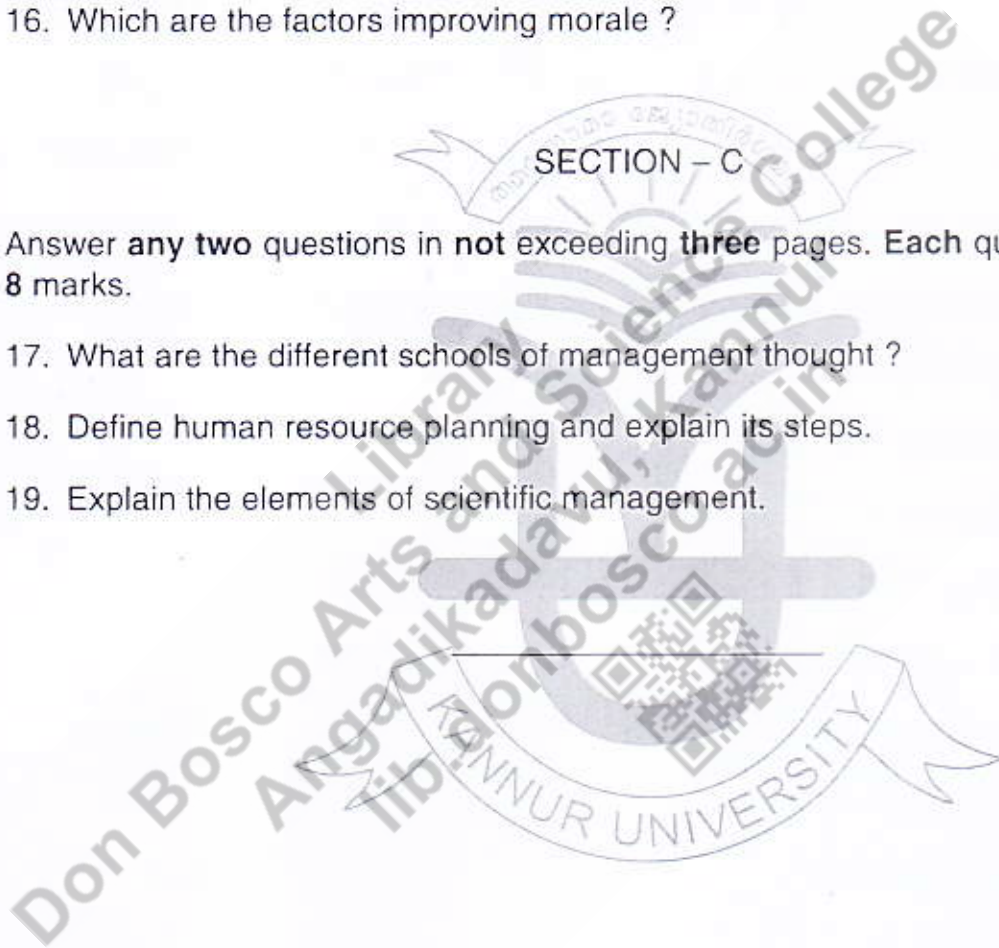 16. Which are the factors improving morale ?
SECTION – C
Answer any two questions in not exceeding three pages. Each qu
8 marks.
17. What are the different schools of management thought ?
18. Define human resource planning and explain its steps.
19. Explain the elements of scientific management.
KANNUR UNIVERSITY
Library
Don Bosco Arts and Science College
Angadikadavu, Kannur
lib.donbosco ac in